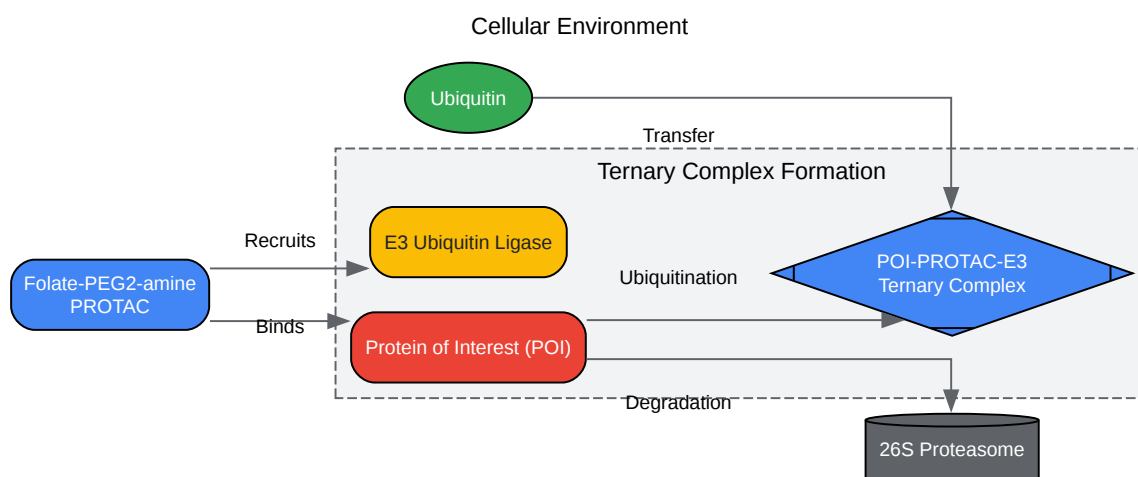 Cellular Environment
Ubiquitin
Transfer
Ternary Complex Formation
Recruits
E3 Ubiquitin Ligase
Folate-PEG2-amine
PROTAC
Ubiquitination
POI-PROTAC-E3
Ternary Complex
Binds
Protein of Interest (POI)
Degradation
26S Proteasome